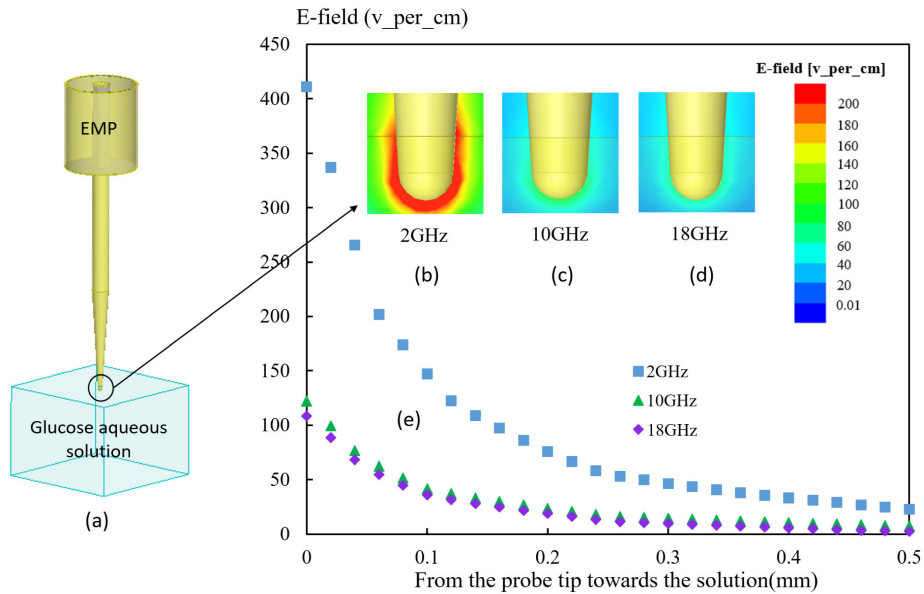 E-field (v_per_cm)
EMP
Glucose aqueous
solution
(a)
450
400
350
300
250
200
150
100
50
0
0
0.1
0.2
0.3
0.4
0.5
From the probe tip towards the solution(mm)
2GHz
10GHz
18GHz
(b)
(c)
(d)
E-field [v_per_cm]
200
180
160
140
120
100
80
60
40
20
0.01
(e)
2GHz
10GHz
18GHz